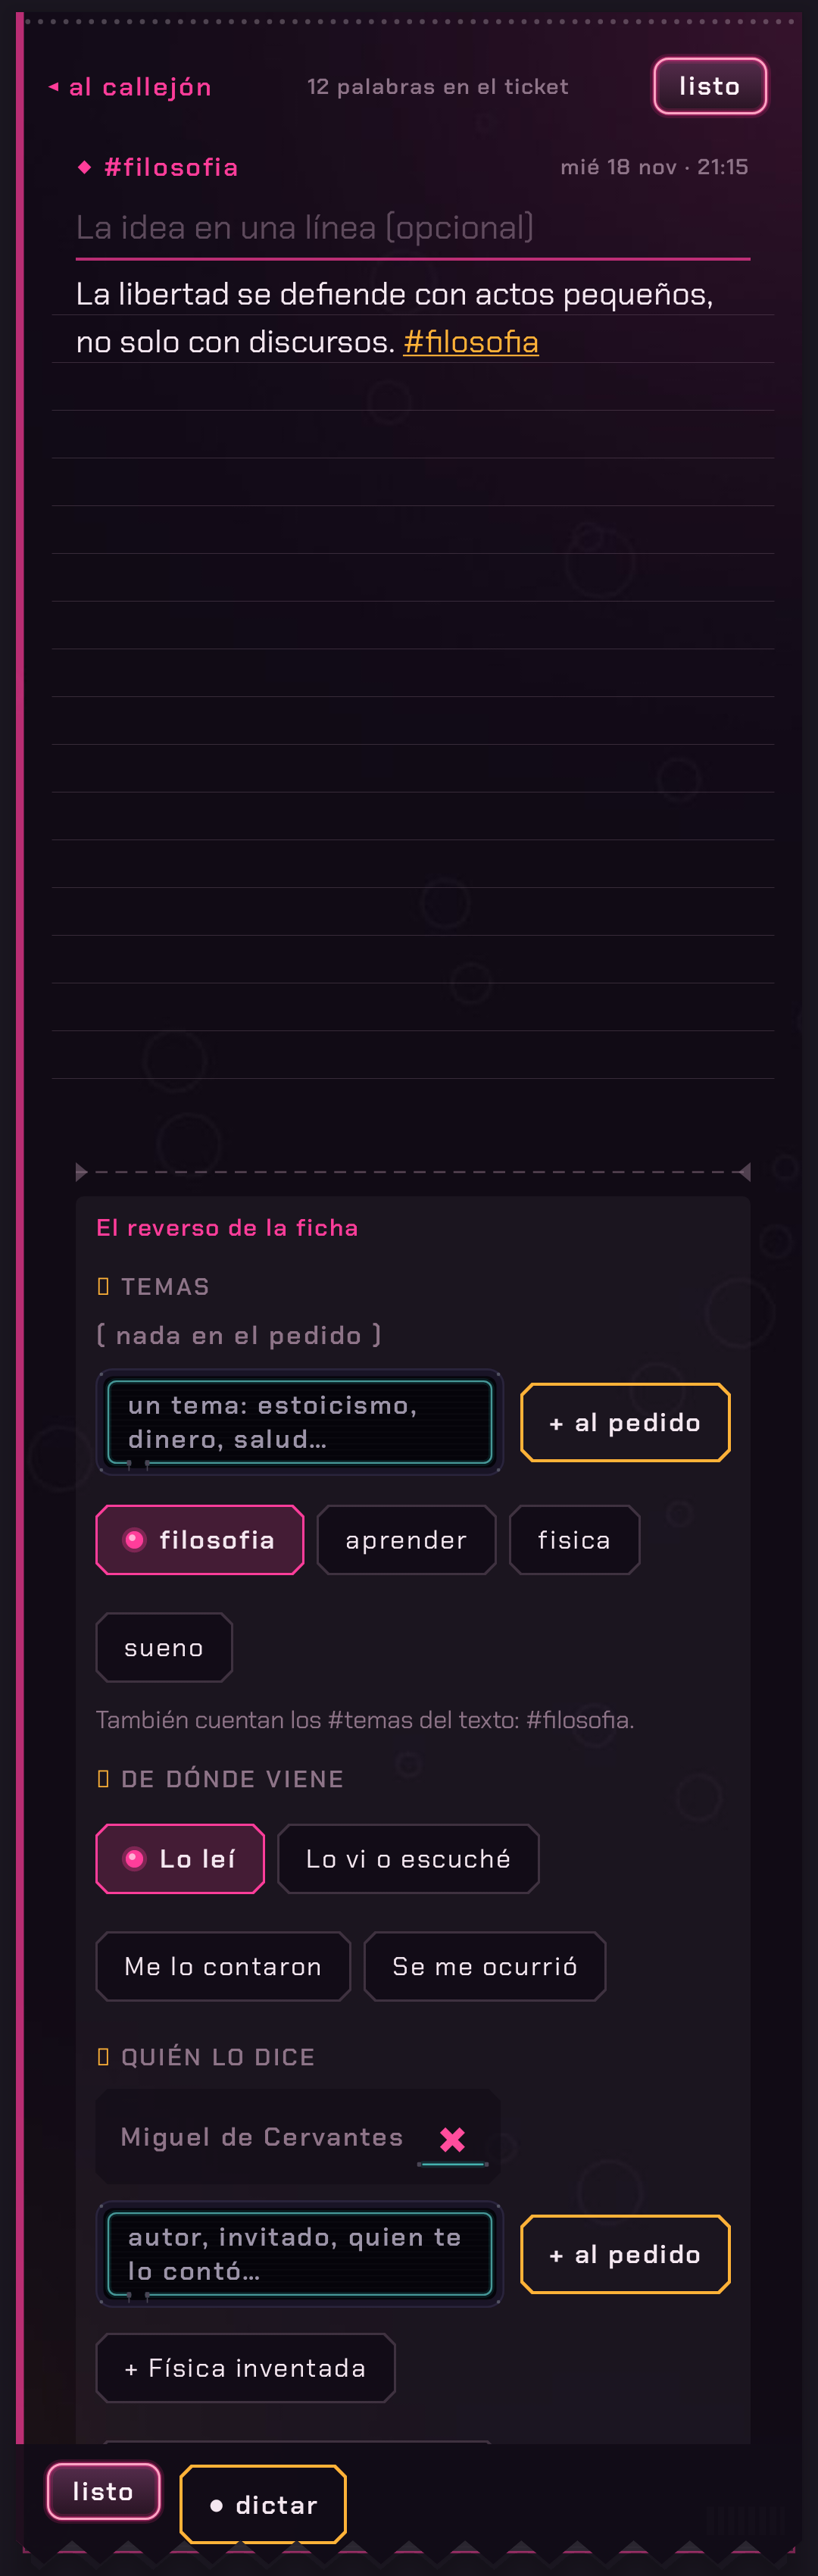 ◂ al callejón
12 palabras en el ticket
listo
◆ #filosofia
mié 18 nov · 21:15
La idea en una línea (opcional)
La libertad se defiende con actos pequeños,
no solo con discursos. #filosofia
El reverso de la ficha
TEMAS
( nada en el pedido )
un tema: estoicismo,
dinero, salud…
+ al pedido
filosofia
aprender
fisica
sueno
También cuentan los #temas del texto: #filosofia.
DE DÓNDE VIENE
Lo leí
Lo vi o escuché
Me lo contaron
Se me ocurrió
QUIÉN LO DICE
Miguel de Cervantes ✖
autor, invitado, quien te
lo contó…
+ al pedido
+ Física inventada
listo
● dictar